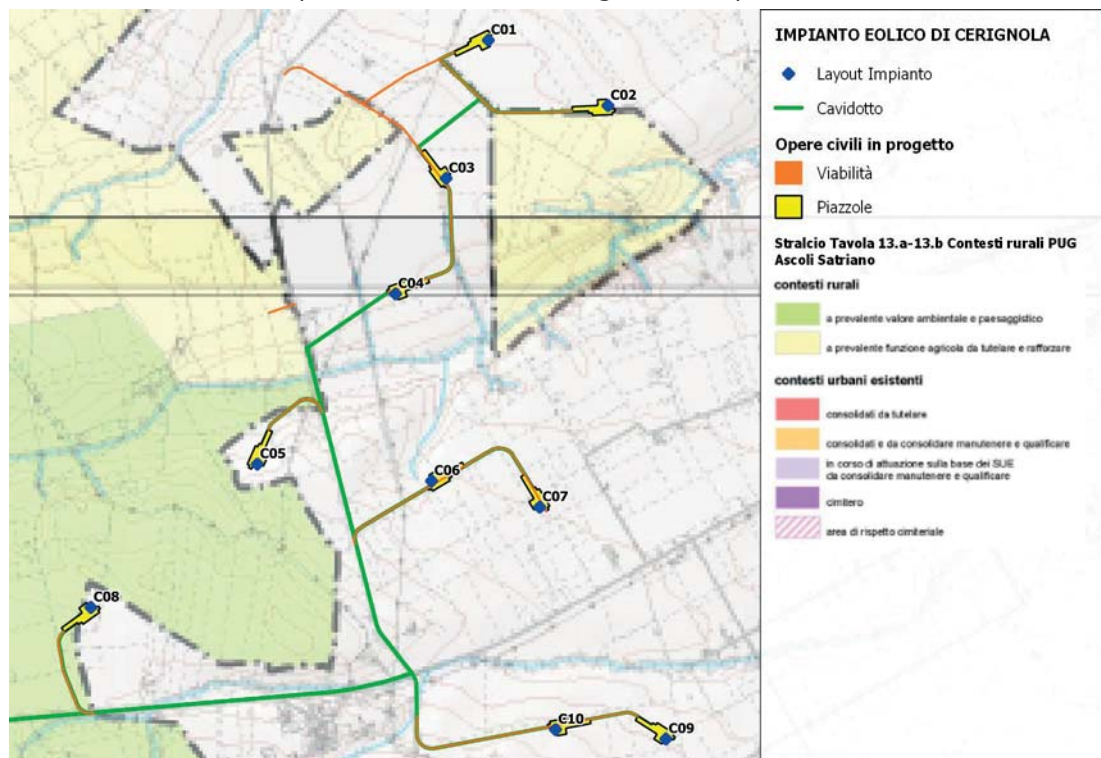 C01
C02
C03
C04
C05
C06
C07
C08
C10
C09
IMPIANTO EOLICO DI CERIGNOLA
Layout Impianto
Cavidotto
Opere civili in progetto
Viabilità
Piazzole
Stralcio Tavola 13.a-13.b Contesti rurali PUG
Ascoli Satriano
contesti rurali
a prevalente valore ambientale e paesaggistico
a prevalente funzione agricola da tutelare e rafforzare
contesti urbani esistenti
consolidati da tutelare
consolidati e da consolidare manutenere e qualificare
in corso di attuazione sulla base dei SUE
da consolidare manutenere e qualificare
cimitero
area di rispetto cimiteriale